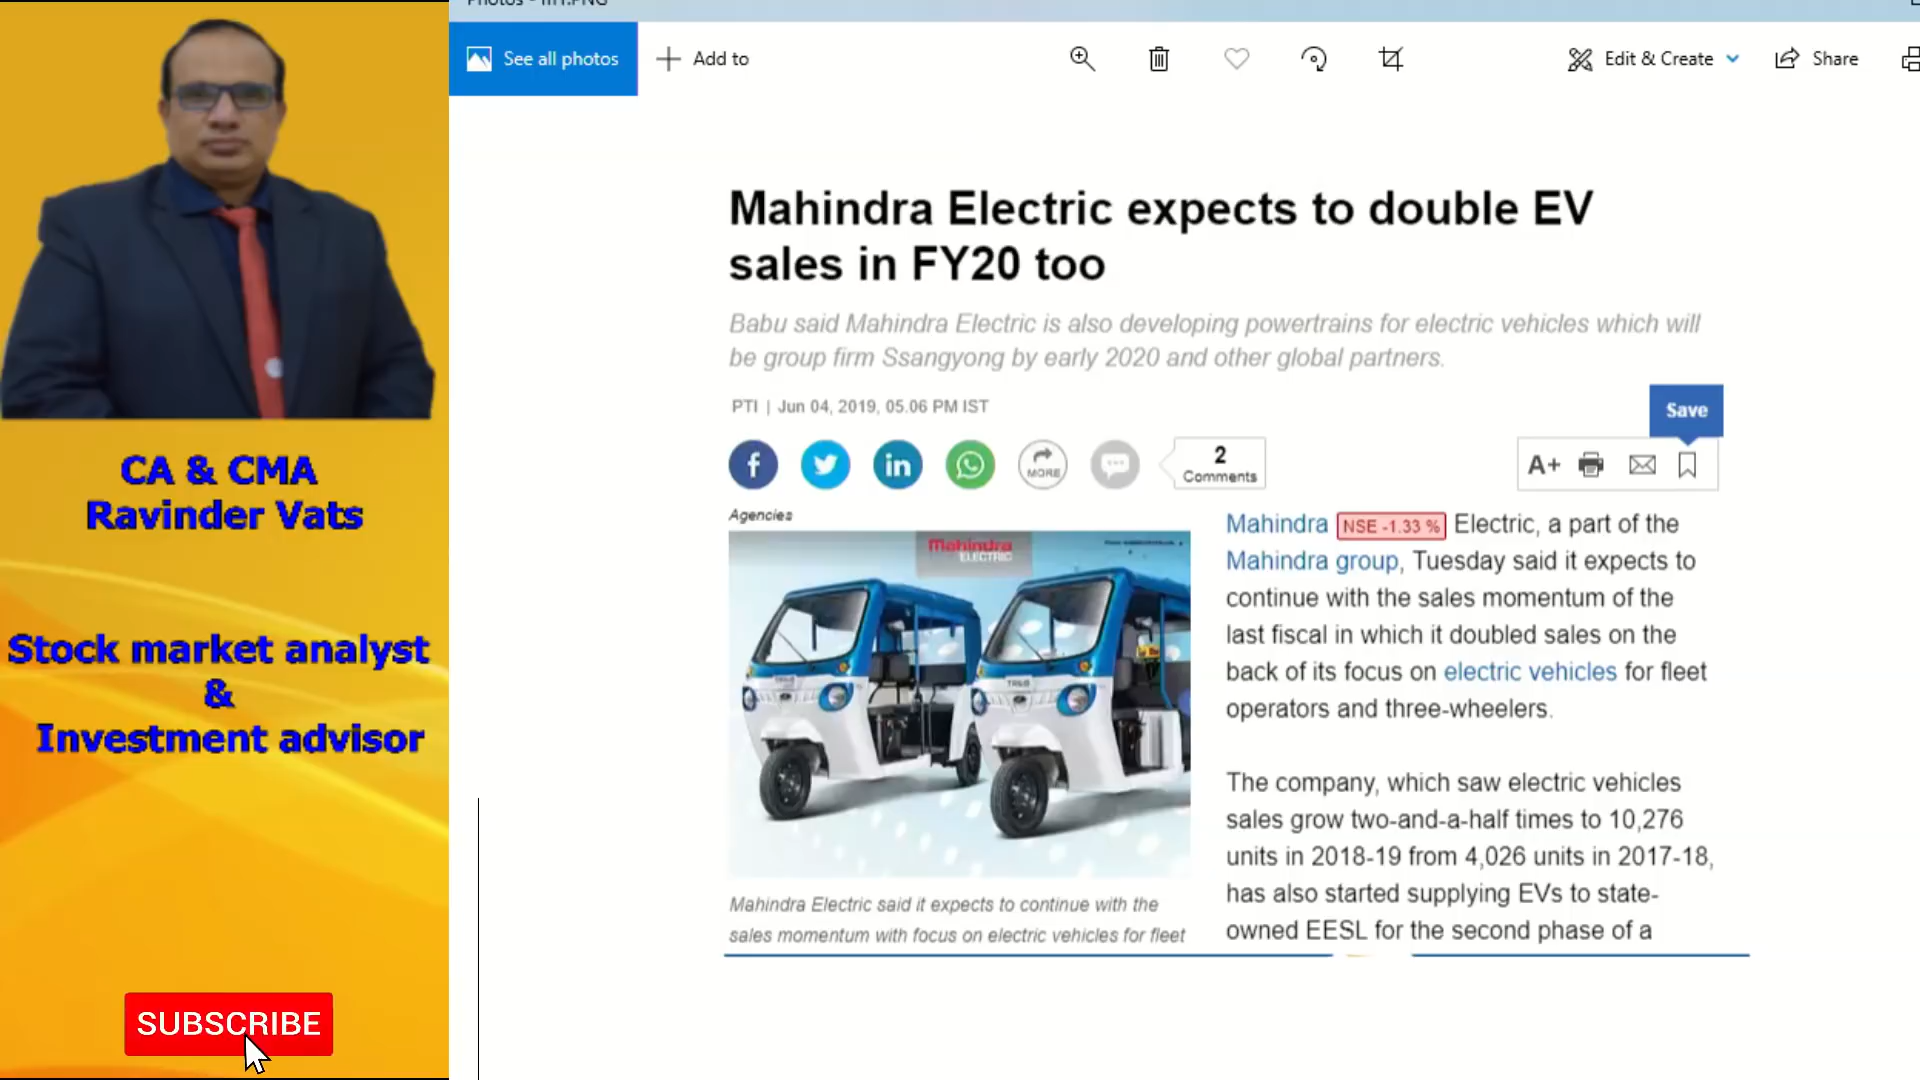 Photos - mY.PNG
See all photos
Add to
Edit & Create
Share
Mahindra Electric expects to double EV
sales in FY20 too
Babu said Mahindra Electric is also developing powertrains for electric vehicles which will
be group firm Ssangyong by early 2020 and other global partners.
PTI | Jun 04, 2019, 05.06 PM IST
Save
MORE
2
Comments
A+
Agencies
Mahindra
ELECTRIC
TREO
TREO
Mahindra Electric said it expects to continue with the
sales momentum with focus on electric vehicles for fleet
Mahindra NSE -1.33 % Electric, a part of the
Mahindra group, Tuesday said it expects to
continue with the sales momentum of the
last fiscal in which it doubled sales on the
back of its focus on electric vehicles for fleet
operators and three-wheelers.
The company, which saw electric vehicles
sales grow two-and-a-half times to 10,276
units in 2018-19 from 4,026 units in 2017-18,
has also started supplying EVs to state-
owned EESL for the second phase of a
CA & CMA
Ravinder Vats
Stock market analyst
&
Investment advisor
SUBSCRIBE